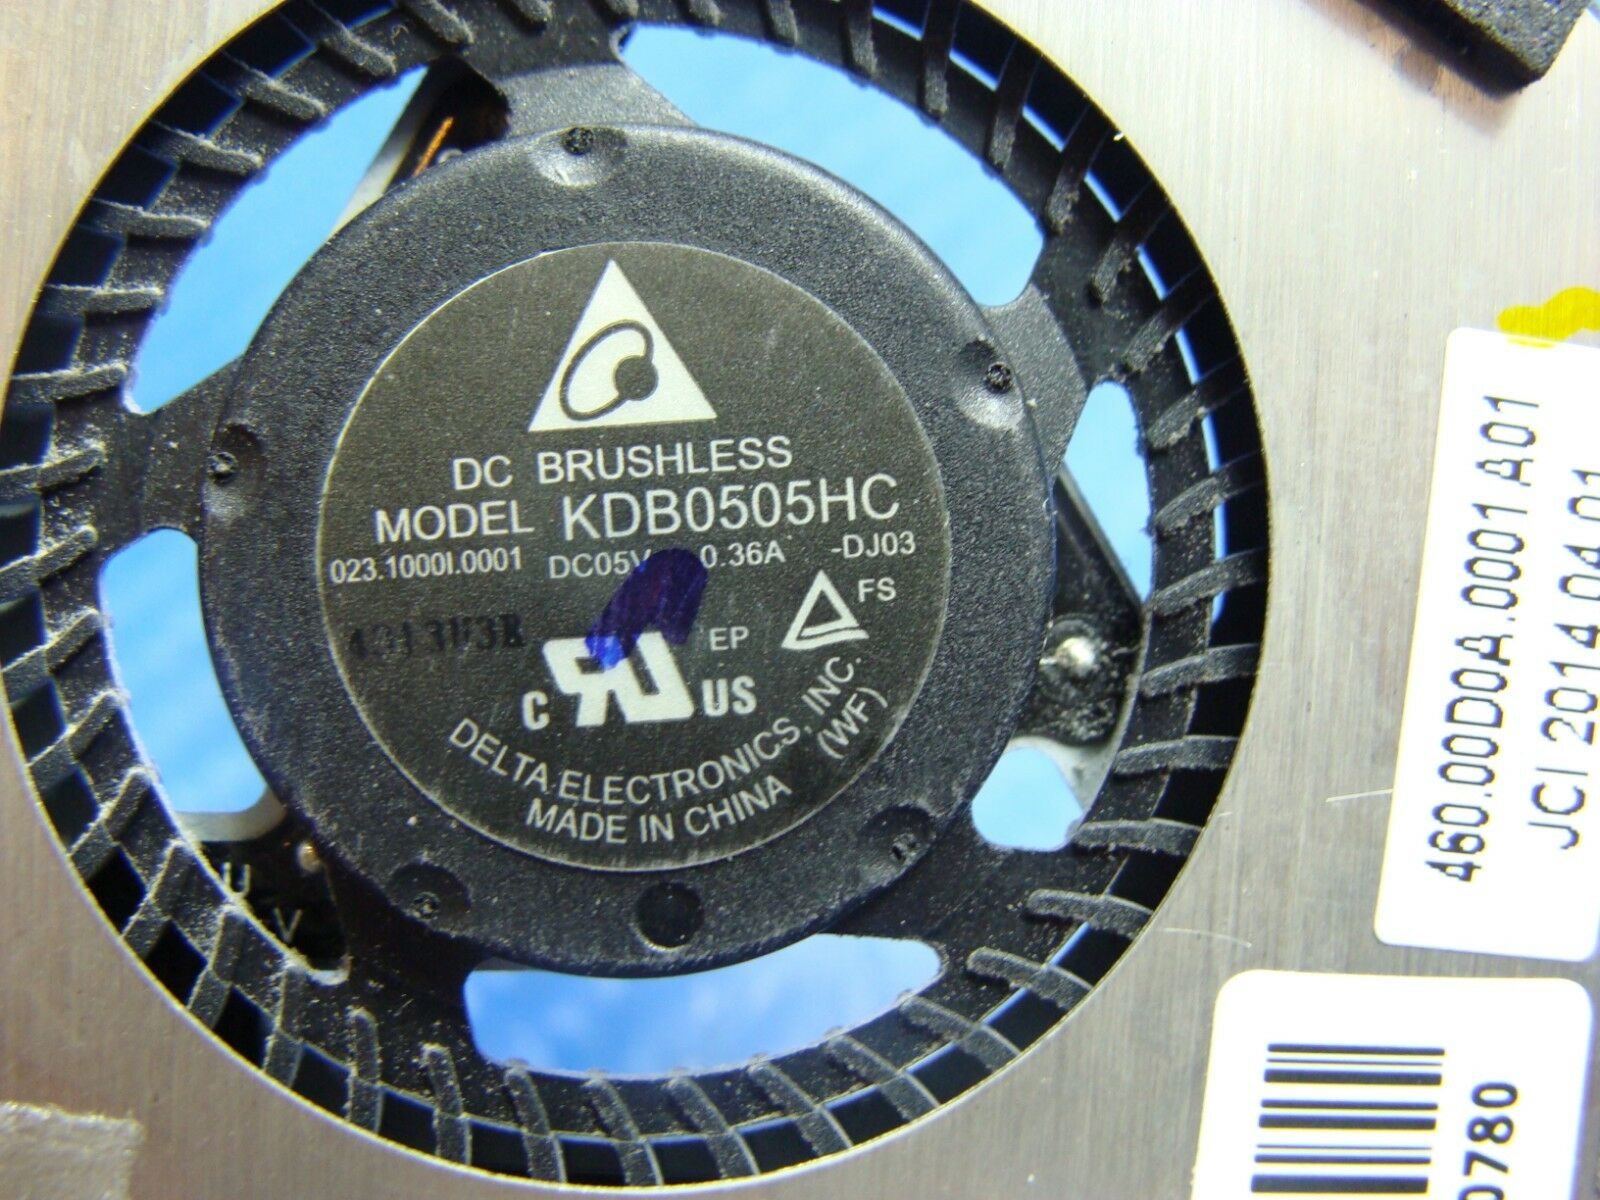 DC BRUSHLESS
MODEL KDB0505HC
023.1000I.0001 DC05V 0.36A -DJ03
FS
EP
C US
DELTA ELECTRONICS, INC.
MADE IN CHINA (WF)
U
V
460.00D0A.0001 A01
JCI 2014.04.01
0780